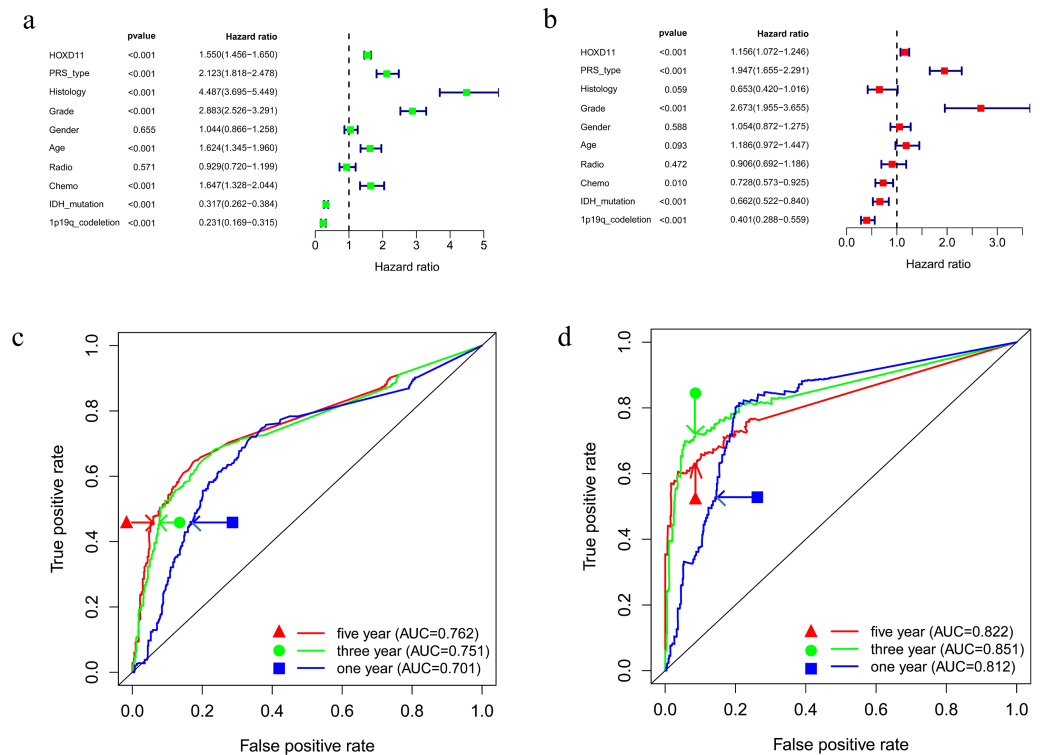 a
pvalue Hazard ratio
HOXD11 <0.001 1.550(1.456−1.650)
PRS_type <0.001 2.123(1.818−2.478)
Histology <0.001 4.487(3.695−5.449)
Grade <0.001 2.883(2.526−3.291)
Gender 0.655 1.044(0.866−1.258)
Age <0.001 1.624(1.345−1.960)
Radio 0.571 0.929(0.720−1.199)
Chemo <0.001 1.647(1.328−2.044)
IDH_mutation <0.001 0.317(0.262−0.384)
1p19q_codeletion <0.001 0.231(0.169−0.315)
0 1 2 3 4 5
Hazard ratio
b
pvalue Hazard ratio
HOXD11 <0.001 1.156(1.072−1.246)
PRS_type <0.001 1.947(1.655−2.291)
Histology 0.059 0.653(0.420−1.016)
Grade <0.001 2.673(1.955−3.655)
Gender 0.588 1.054(0.872−1.275)
Age 0.093 1.186(0.972−1.447)
Radio 0.472 0.906(0.692−1.186)
Chemo 0.010 0.728(0.573−0.925)
IDH_mutation <0.001 0.662(0.522−0.840)
1p19q_codeletion <0.001 0.401(0.288−0.559)
0.0 1.0 2.0 3.0
Hazard ratio
c
True positive rate
1.0
0.8
0.6
0.4
0.2
0.0
five year (AUC=0.762)
three year (AUC=0.751)
one year (AUC=0.701)
0.0 0.2 0.4 0.6 0.8 1.0
False positive rate
d
True positive rate
1.0
0.8
0.6
0.4
0.2
0.0
five year (AUC=0.822)
three year (AUC=0.851)
one year (AUC=0.812)
0.0 0.2 0.4 0.6 0.8 1.0
False positive rate